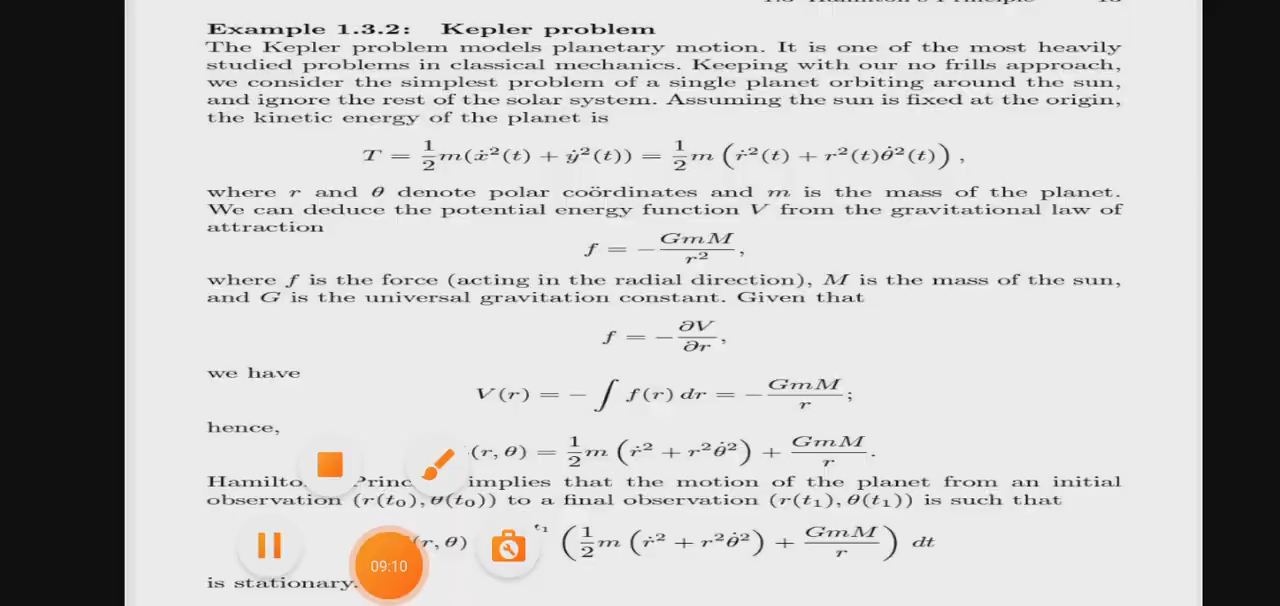 Example 1.3.2: Kepler problem
The Kepler problem models planetary motion. It is one of the most heavily
studied problems in classical mechanics. Keeping with our no frills approach,
we consider the simplest problem of a single planet orbiting around the sun,
and ignore the rest of the solar system. Assuming the sun is fixed at the origin,
the kinetic energy of the planet is
T = 1/2 m(ẋ²(t) + ẏ²(t)) = 1/2 m (ṙ²(t) + r²(t)θ̇²(t)) ,
where r and θ denote polar coördinates and m is the mass of the planet.
We can deduce the potential energy function V from the gravitational law of
attraction
f = − GmM/r² ,
where f is the force (acting in the radial direction), M is the mass of the sun,
and G is the universal gravitation constant. Given that
f = − ∂V/∂r ,
we have
V(r) = − ∫ f(r) dr = − GmM/r ;
hence,
(r, θ) = 1/2 m (ṙ² + r²θ̇²) + GmM/r .
implies that the motion of the planet from an initial
observation (r(t₀), θ(t₀)) to a final observation (r(t₁), θ(t₁)) is such that
(r, θ) t₁ (1/2 m (ṙ² + r²θ̇²) + GmM/r) dt
09:10
is stationary.